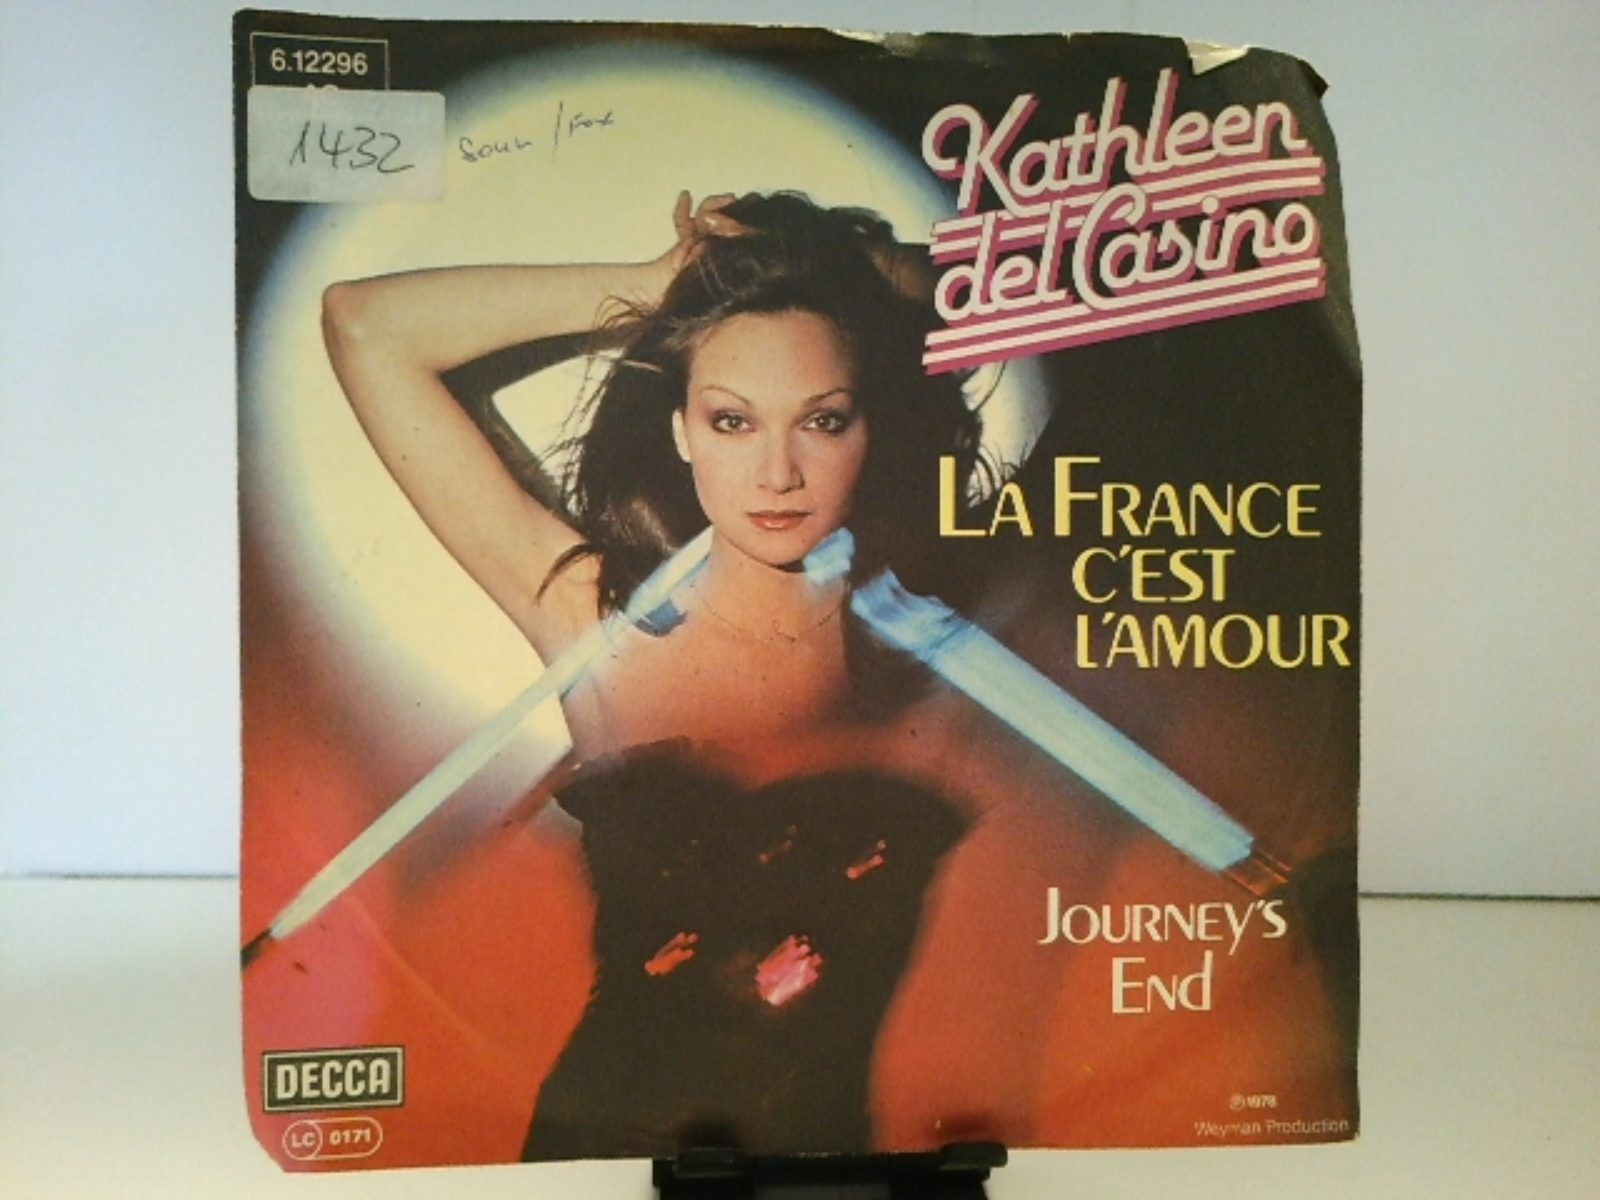 6.12296
1432
Kathleen
del Casino
LA FRANCE
C'EST
L'AMOUR
JOURNEY'S
END
DECCA
LC 0171
℗ 1978
Weyman Production